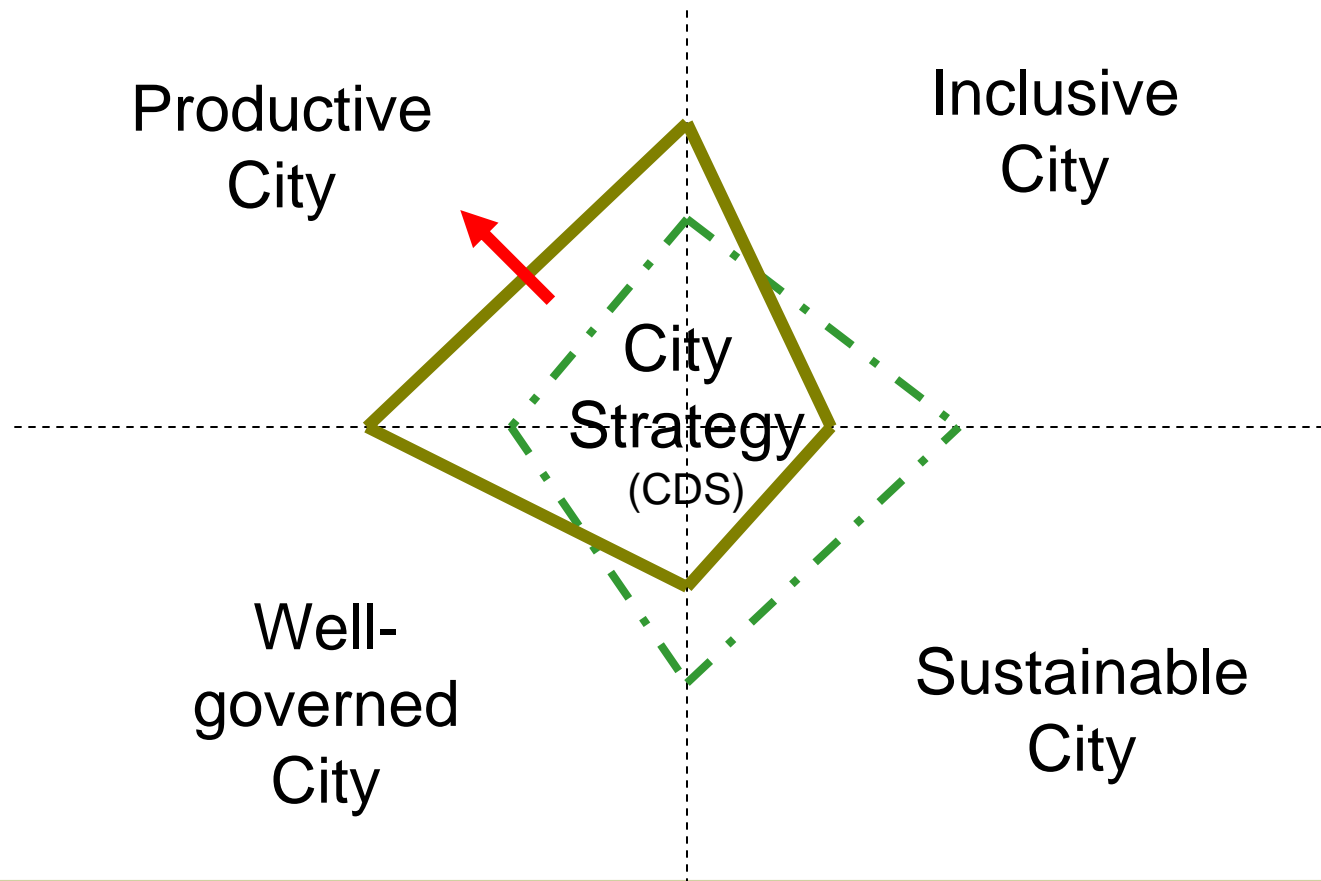 Productive
City
Inclusive
City
City
Strategy
(CDS)
Well-
governed
City
Sustainable
City